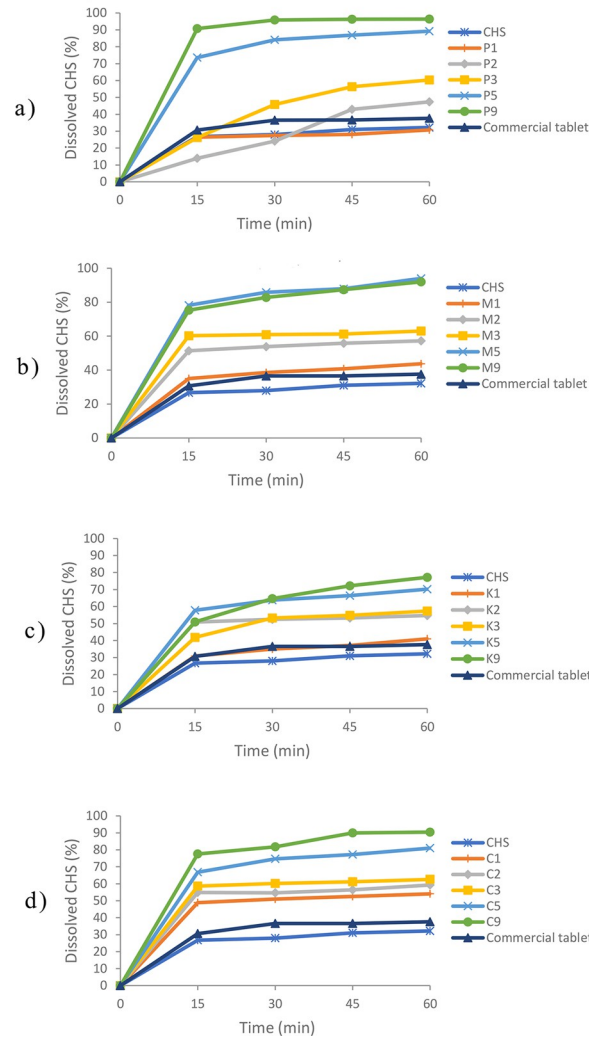 a)
Dissolved CHS (%)
100
90
80
70
60
50
40
30
20
10
0
0 15 30 45 60
Time (min)
CHS
P1
P2
P3
P5
P9
Commercial tablet
b)
Dissolved CHS (%)
100
80
60
40
20
0
0 15 30 45 60
Time (min)
CHS
M1
M2
M3
M5
M9
Commercial tablet
c)
Dissolved CHS (%)
100
90
80
70
60
50
40
30
20
10
0
0 15 30 45 60
Time (min)
CHS
K1
K2
K3
K5
K9
Commercial tablet
d)
Dissolved CHS (%)
100
90
80
70
60
50
40
30
20
10
0
0 15 30 45 60
Time (min)
CHS
C1
C2
C3
C5
C9
Commercial tablet